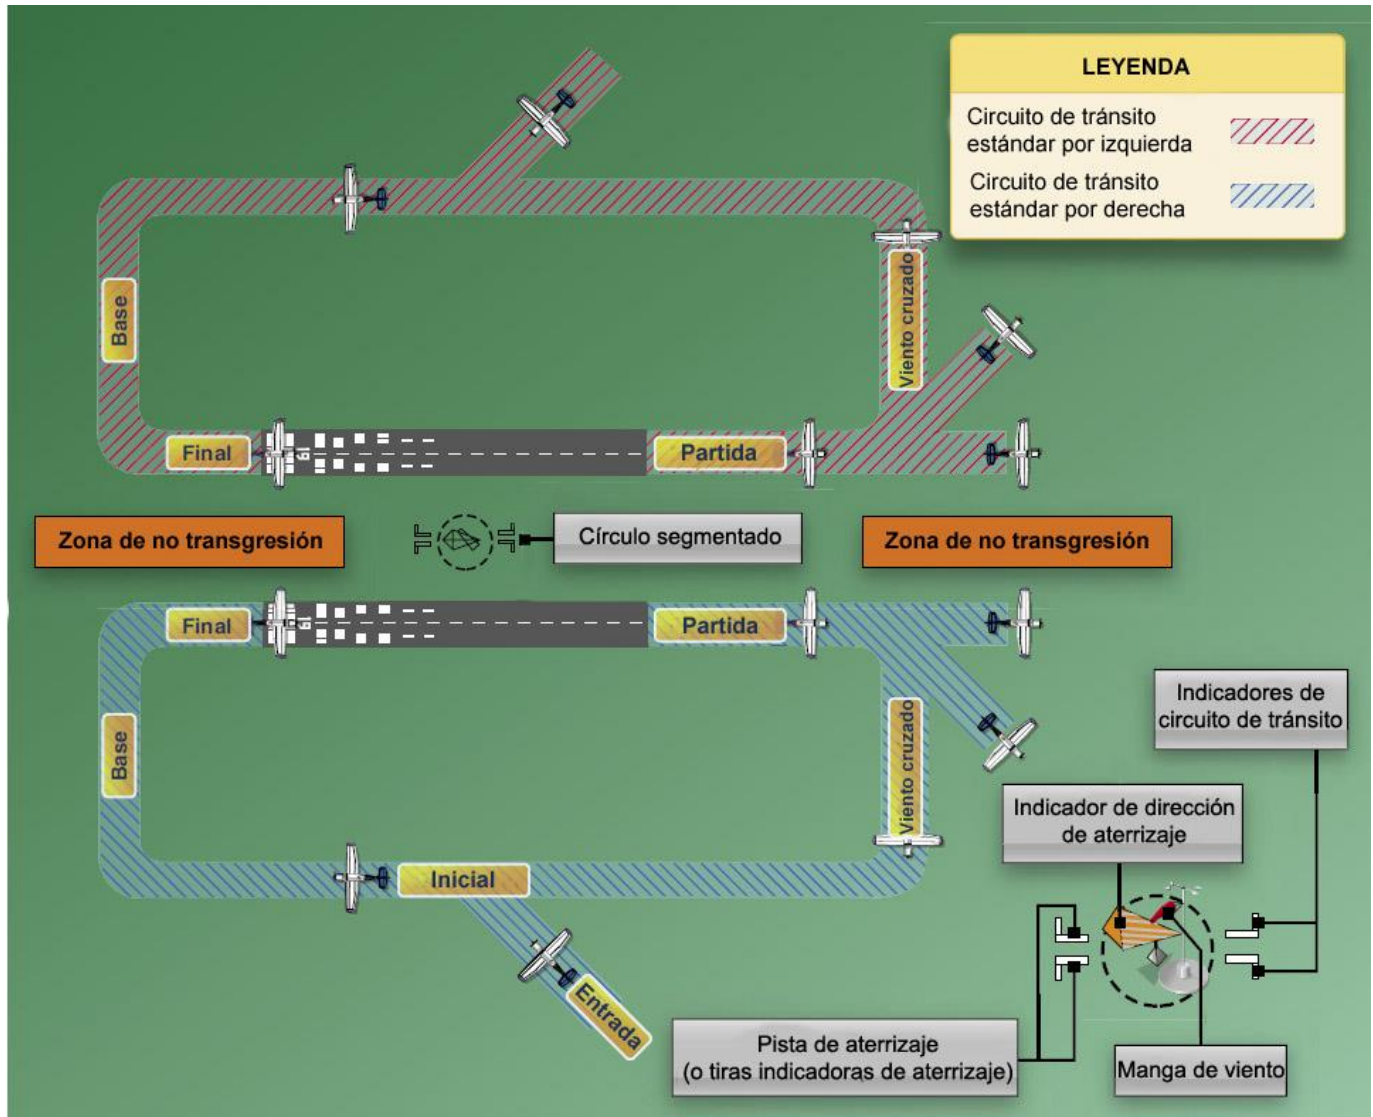 LEYENDA
Circuito de tránsito
estándar por izquierda
Circuito de tránsito
estándar por derecha
Base
Viento cruzado
Final
19
Partida
Zona de no transgresión
Círculo segmentado
Zona de no transgresión
Final
19
Partida
Base
Viento cruzado
Inicial
Entrada
Indicadores de
circuito de tránsito
Indicador de dirección
de aterrizaje
Pista de aterrizaje
(o tiras indicadoras de aterrizaje)
Manga de viento